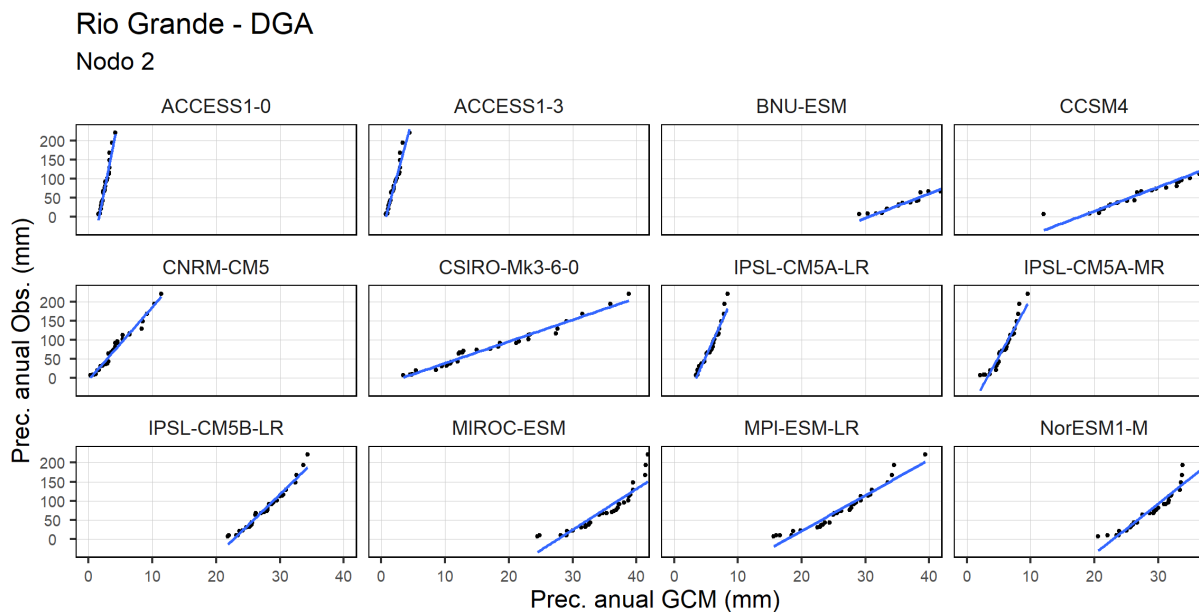 Rio Grande - DGA
Nodo 2
ACCESS1-0 ACCESS1-3 BNU-ESM CCSM4
200
150
100
50
0
CNRM-CM5 CSIRO-Mk3-6-0 IPSL-CM5A-LR IPSL-CM5A-MR
200
150
100
50
0
IPSL-CM5B-LR MIROC-ESM MPI-ESM-LR NorESM1-M
200
150
100
50
0
0 10 20 30 40 0 10 20 30 40 0 10 20 30 40 0 10 20 30
Prec. anual Obs. (mm)
Prec. anual GCM (mm)